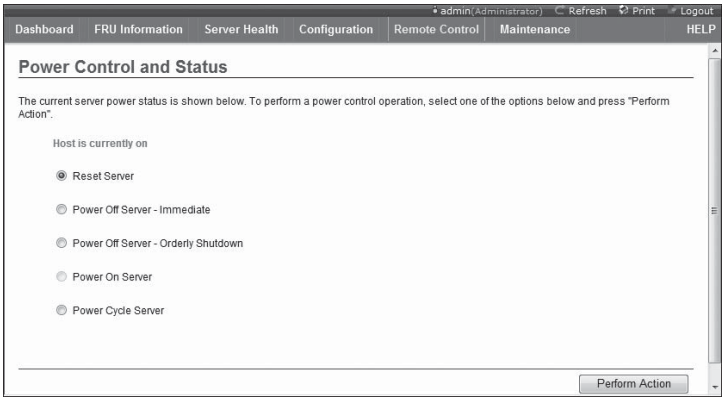 admin(Administrator) Refresh Print Logout
Dashboard FRU Information Server Health Configuration Remote Control Maintenance HELP
Power Control and Status
The current server power status is shown below. To perform a power control operation, select one of the options below and press "Perform
Action".
Host is currently on
Reset Server
Power Off Server - Immediate
Power Off Server - Orderly Shutdown
Power On Server
Power Cycle Server
Perform Action